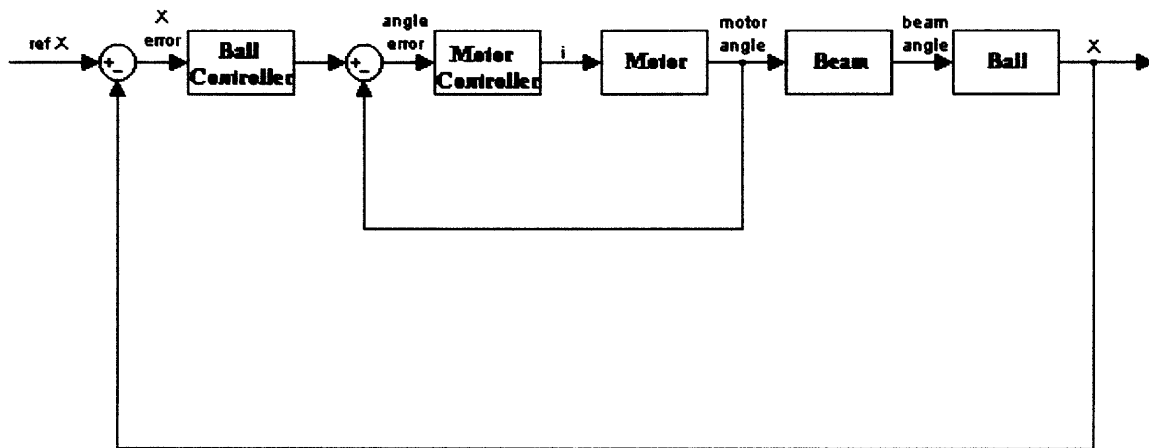 ref X
+
-
X
error
Ball
Controller
+
-
angle
error
Motor
Controller
i
Motor
motor
angle
Beam
beam
angle
Ball
X